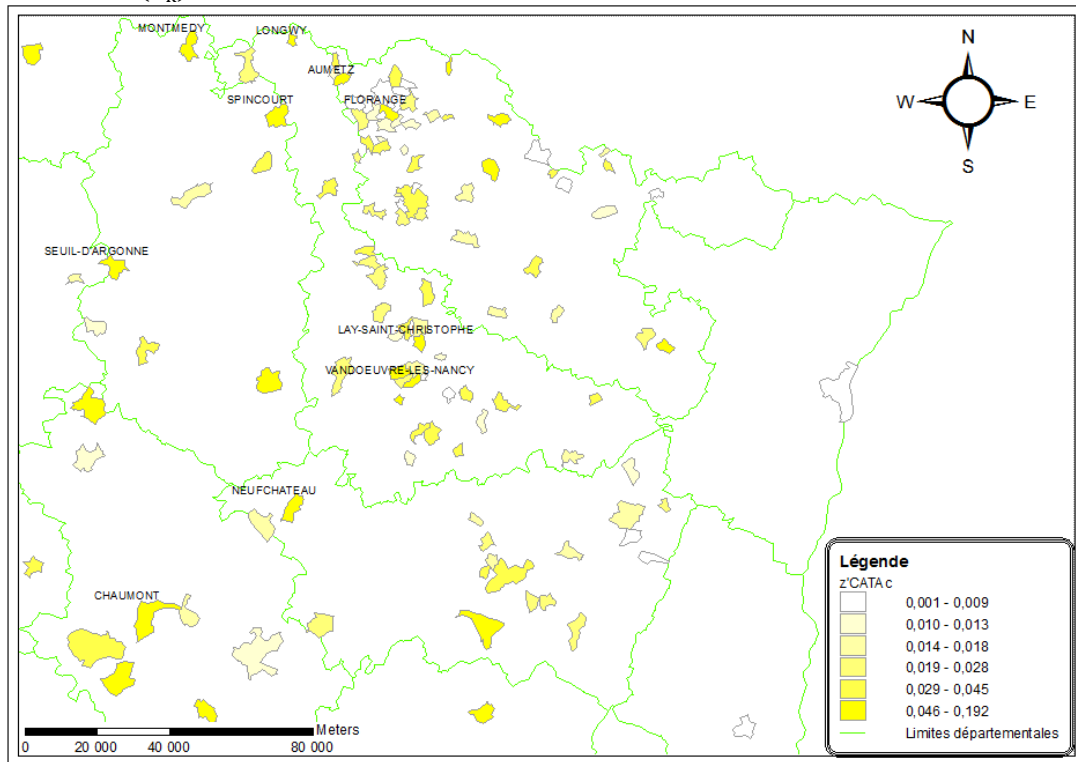 MONTMEDY
LONGWY
N
AUMETZ
SPINCOURT
FLORANGE
W
E
S
SEUIL-D'ARGONNE
LAY-SAINT-CHRISTOPHE
VANDOEUVRE-LES-NANCY
NEUFCHATEAU
CHAUMONT
Légende
z'CATAc
0,001 - 0,009
0,010 - 0,013
0,014 - 0,018
0,019 - 0,028
0,029 - 0,045
0,046 - 0,192
Limites départementales
Meters
0 20 000 40 000 80 000